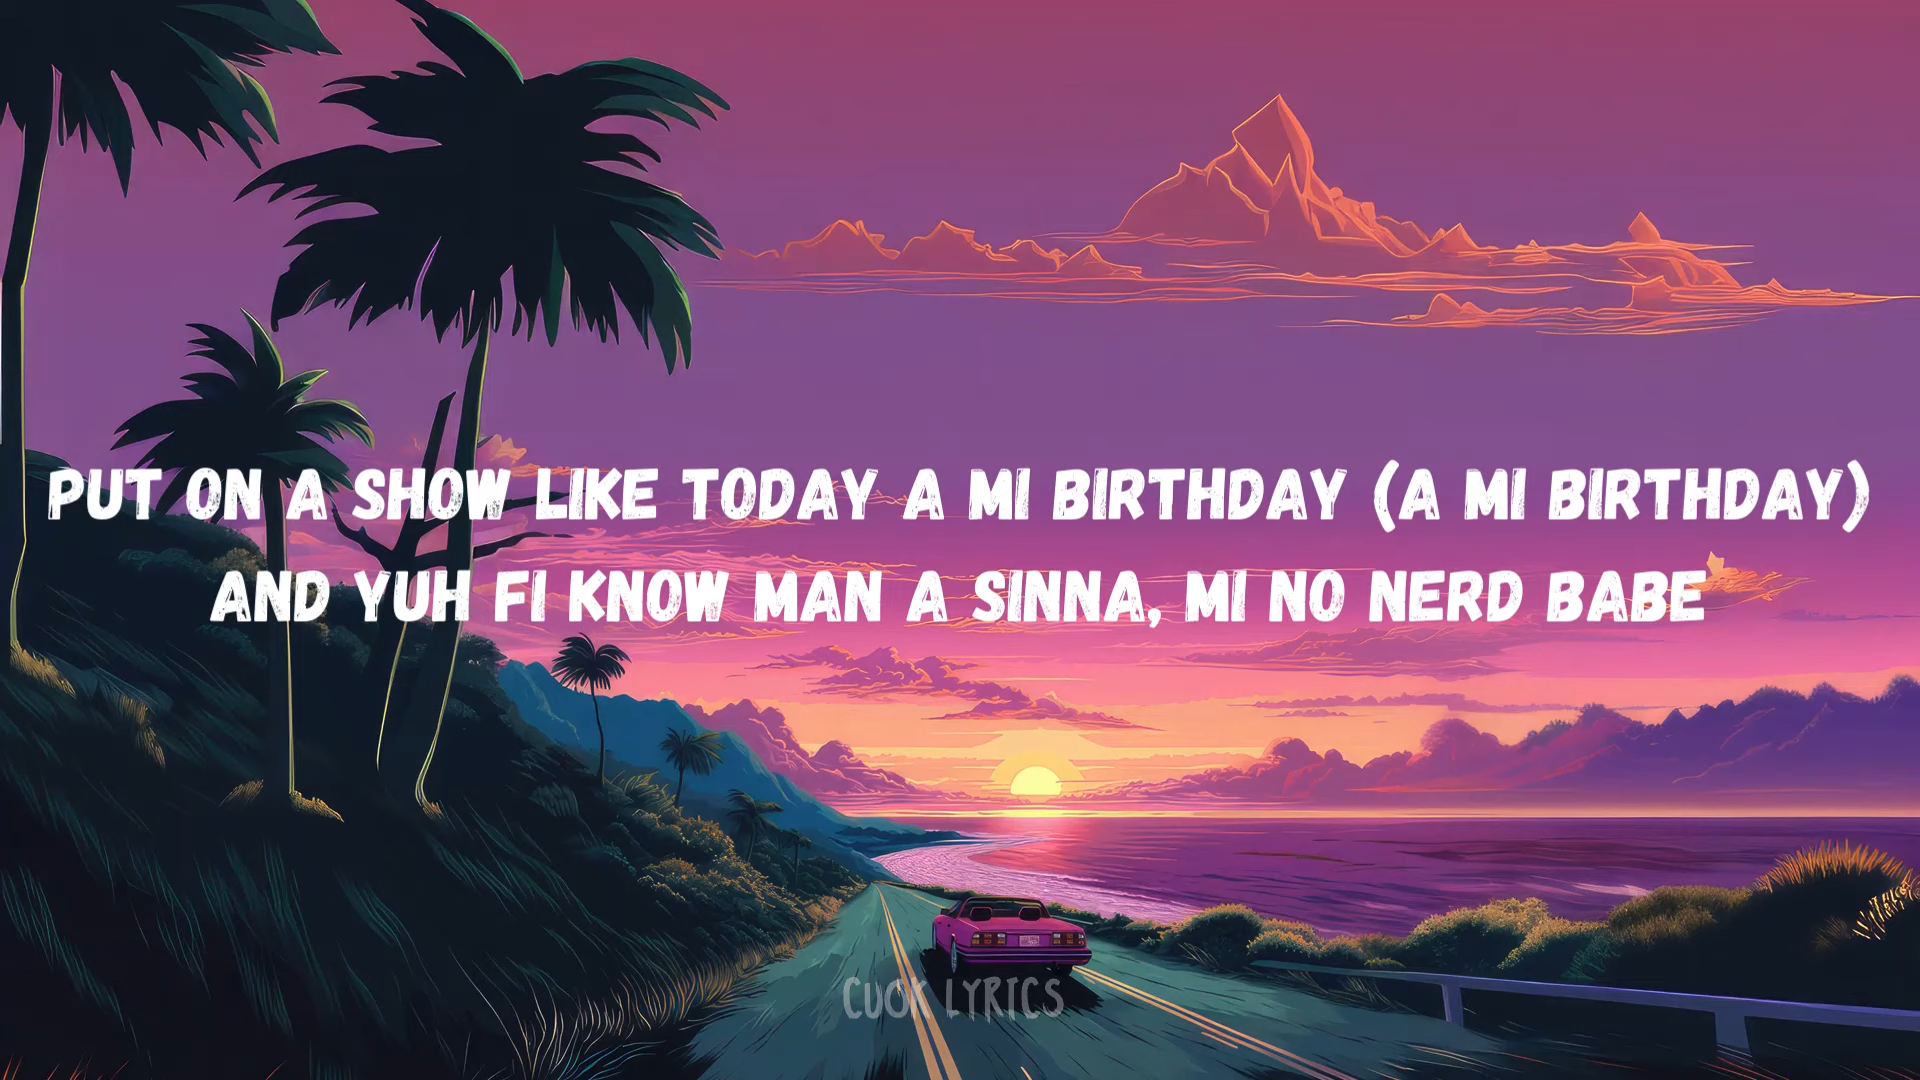 PUT ON A SHOW LIKE TODAY A MI BIRTHDAY (A MI BIRTHDAY)
AND YUH FI KNOW MAN A SINNA, MI NO NERD BABE
CUOK LYRICS